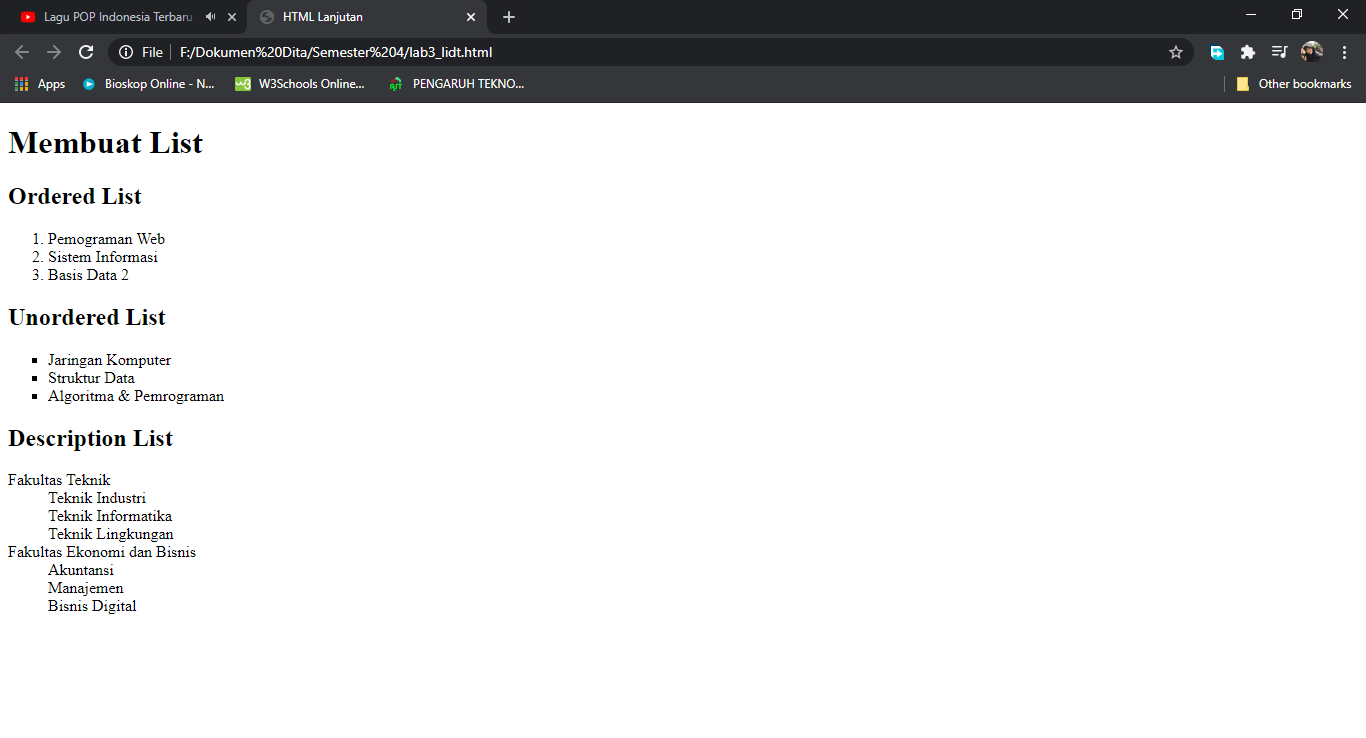 Lagu POP Indonesia Terbaru
HTML Lanjutan
File F:/Dokumen%20Dita/Semester%204/lab3_lidt.html
Apps Bioskop Online - N... W3Schools Online... PENGARUH TEKNO... Other bookmarks
Membuat List
Ordered List
1. Pemograman Web
2. Sistem Informasi
3. Basis Data 2
Unordered List
Jaringan Komputer
Struktur Data
Algoritma & Pemrograman
Description List
Fakultas Teknik
Teknik Industri
Teknik Informatika
Teknik Lingkungan
Fakultas Ekonomi dan Bisnis
Akuntansi
Manajemen
Bisnis Digital